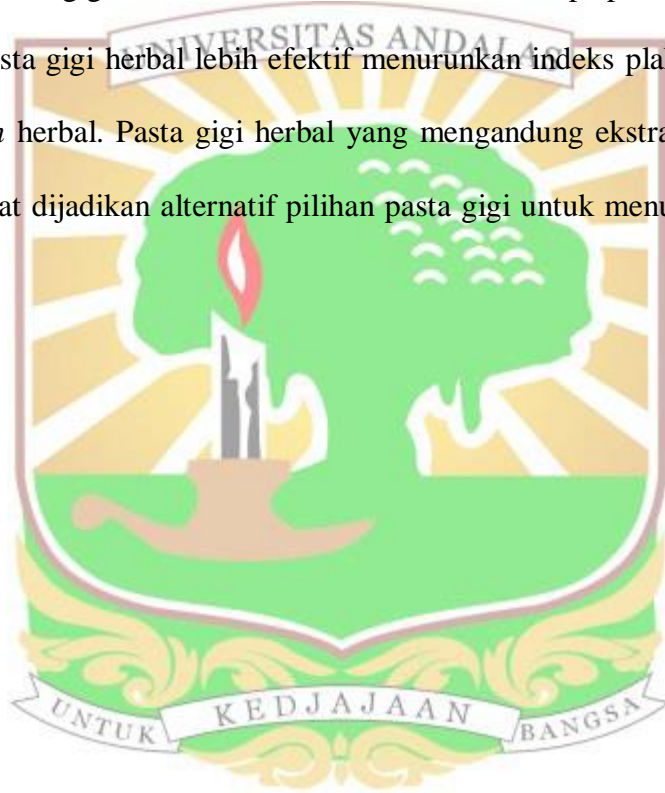 UNIVERSITAS ANDALAS
sta gigi herbal lebih efektif menurunkan indeks pla
herbal. Pasta gigi herbal yang mengandung ekstra
at dijadikan alternatif pilihan pasta gigi untuk menu
UNTUK KEDJAJAAN BANGSA